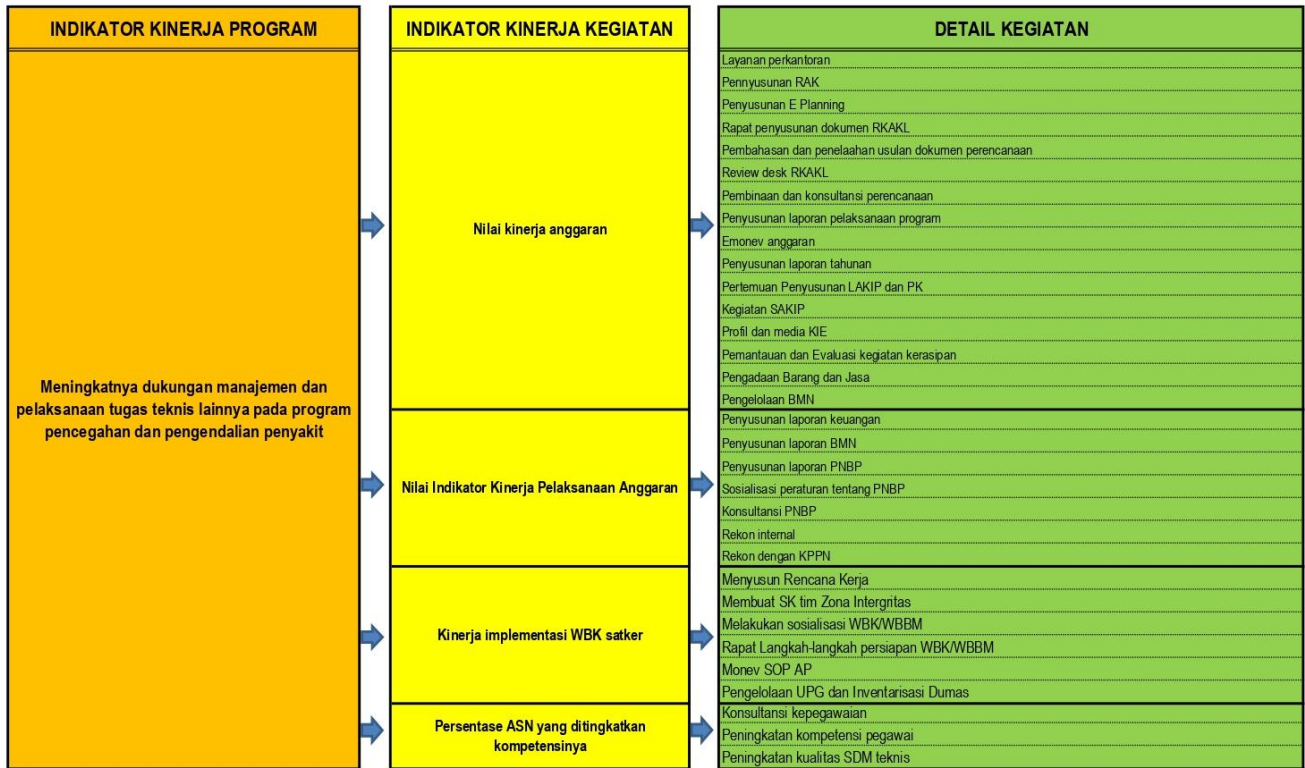 INDIKATOR KINERJA PROGRAM
INDIKATOR KINERJA KEGIATAN
DETAIL KEGIATAN
Meningkatnya dukungan manajemen dan
pelaksanaan tugas teknis lainnya pada program
pencegahan dan pengendalian penyakit
Nilai kinerja anggaran
Layanan perkantoran
Pennyusunan RAK
Penyusunan E Planning
Rapat penyusunan dokumen RKAKL
Pembahasan dan penelaahan usulan dokumen perencanaan
Review desk RKAKL
Pembinaan dan konsultansi perencanaan
Penyusunan laporan pelaksanaan program
Emonev anggaran
Penyusunan laporan tahunan
Pertemuan Penyusunan LAKIP dan PK
Kegiatan SAKIP
Profil dan media KIE
Pemantauan dan Evaluasi kegiatan kerasipan
Pengadaan Barang dan Jasa
Pengelolaan BMN
Nilai Indikator Kinerja Pelaksanaan Anggaran
Penyusunan laporan keuangan
Penyusunan laporan BMN
Penyusunan laporan PNBP
Sosialisasi peraturan tentang PNBP
Konsultansi PNBP
Rekon internal
Rekon dengan KPPN
Kinerja implementasi WBK satker
Menyusun Rencana Kerja
Membuat SK tim Zona Intergritas
Melakukan sosialisasi WBK/WBBM
Rapat Langkah-langkah persiapan WBK/WBBM
Monev SOP AP
Pengelolaan UPG dan Inventarisasi Dumas
Persentase ASN yang ditingkatkan
kompetensinya
Konsultansi kepegawaian
Peningkatan kompetensi pegawai
Peningkatan kualitas SDM teknis